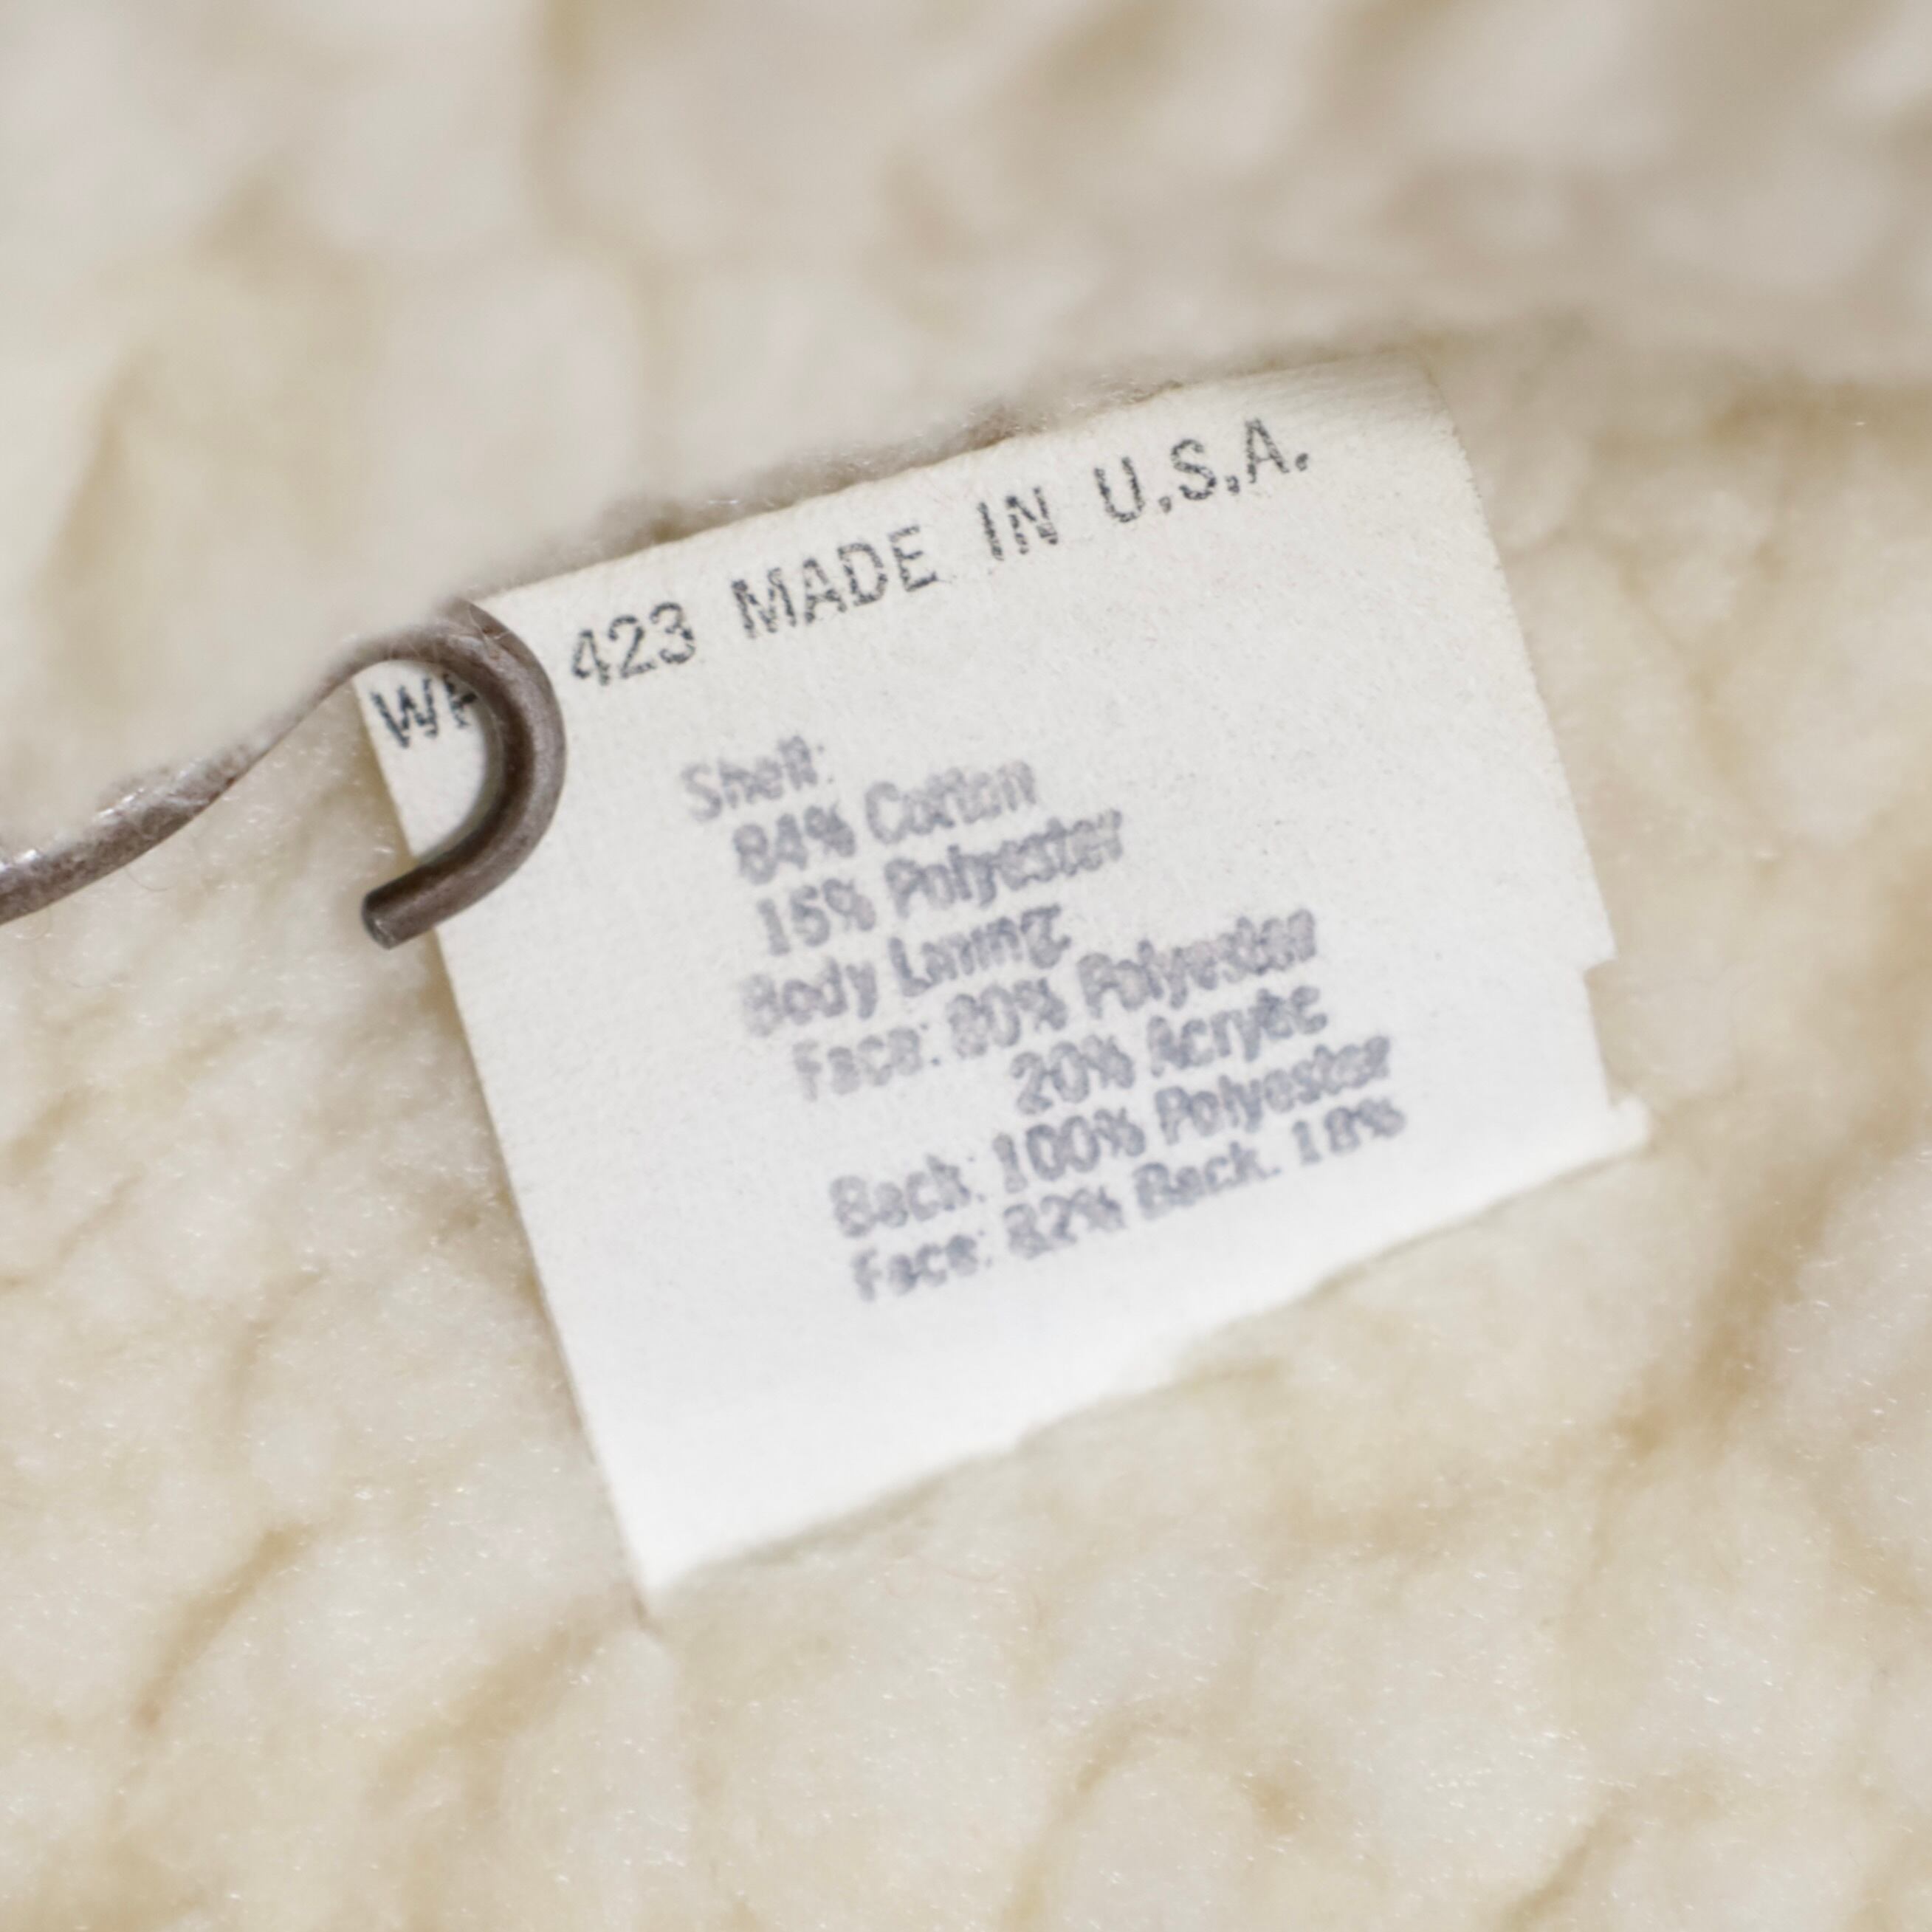 WA 423 MADE IN U.S.A.
Shell:
84% Cotton
16% Polyester
Body Lining:
Face: 80% Polyester
20% Acrylic
Back: 100% Polyester
Face: 82% Back: 18%